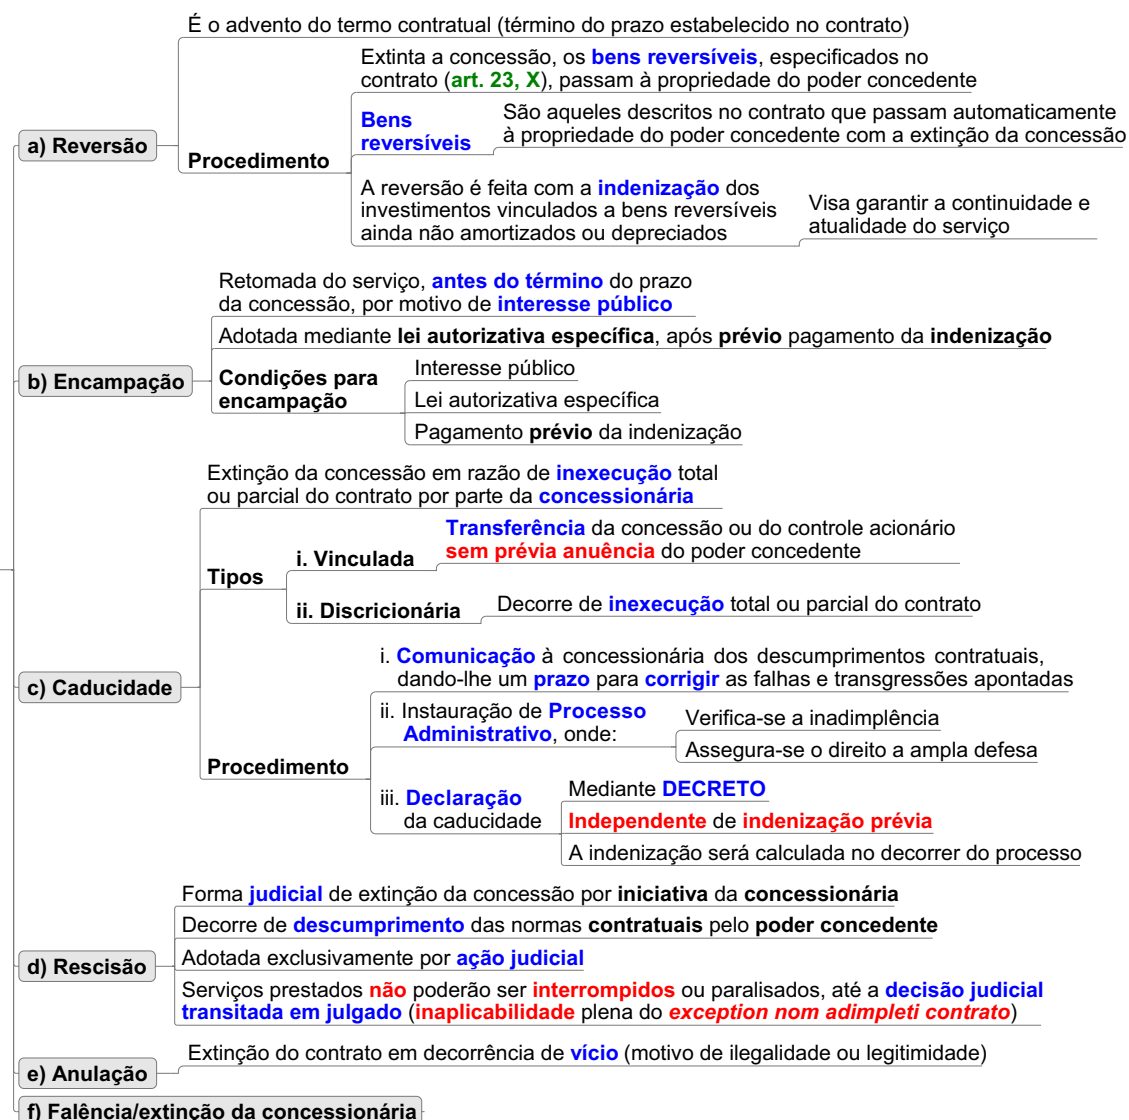 É o advento do termo contratual (término do prazo estabelecido no contrato)
Extinta a concessão, os bens reversíveis, especificados no
contrato (art. 23, X), passam à propriedade do poder concedente
Bens
reversíveis
São aqueles descritos no contrato que passam automaticamente
à propriedade do poder concedente com a extinção da concessão
a) Reversão
Procedimento
A reversão é feita com a indenização dos
investimentos vinculados a bens reversíveis
ainda não amortizados ou depreciados
Visa garantir a continuidade e
atualidade do serviço
Retomada do serviço, antes do término do prazo
da concessão, por motivo de interesse público
Adotada mediante lei autorizativa específica, após prévio pagamento da indenização
b) Encampação
Condições para
encampação
Interesse público
Lei autorizativa específica
Pagamento prévio da indenização
Extinção da concessão em razão de inexecução total
ou parcial do contrato por parte da concessionária
Tipos
i. Vinculada
Transferência da concessão ou do controle acionário
sem prévia anuência do poder concedente
ii. Discricionária
Decorre de inexecução total ou parcial do contrato
c) Caducidade
Procedimento
i. Comunicação à concessionária dos descumprimentos contratuais,
dando-lhe um prazo para corrigir as falhas e transgressões apontadas
ii. Instauração de Processo
Administrativo, onde:
Verifica-se a inadimplência
Assegura-se o direito a ampla defesa
iii. Declaração
da caducidade
Mediante DECRETO
Independente de indenização prévia
A indenização será calculada no decorrer do processo
Forma judicial de extinção da concessão por iniciativa da concessionária
Decorre de descumprimento das normas contratuais pelo poder concedente
d) Rescisão
Adotada exclusivamente por ação judicial
Serviços prestados não poderão ser interrompidos ou paralisados, até a decisão judicial
transitada em julgado (inaplicabilidade plena do exception nom adimpleti contrato)
e) Anulação
Extinção do contrato em decorrência de vício (motivo de ilegalidade ou legitimidade)
f) Falência/extinção da concessionária